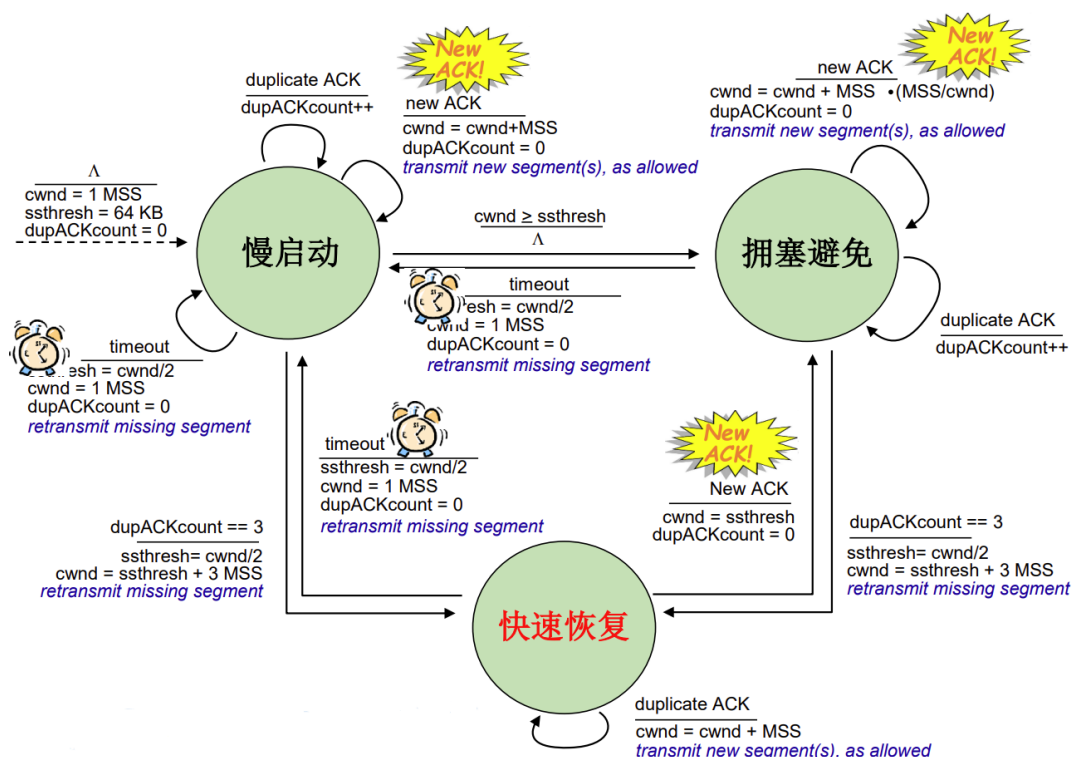 New
ACK!
duplicate ACK
dupACKcount++
new ACK
cwnd = cwnd+MSS
dupACKcount = 0
transmit new segment(s), as allowed
New
ACK!
new ACK
cwnd = cwnd + MSS •(MSS/cwnd)
dupACKcount = 0
transmit new segment(s), as allowed
Λ
cwnd = 1 MSS
ssthresh = 64 KB
dupACKcount = 0
慢启动
cwnd ≥ ssthresh
Λ
拥塞避免
timeout
resh = cwnd/2
cwnd = 1 MSS
dupACKcount = 0
retransmit missing segment
duplicate ACK
dupACKcount++
timeout
esh = cwnd/2
cwnd = 1 MSS
dupACKcount = 0
retransmit missing segment
timeout
ssthresh = cwnd/2
cwnd = 1 MSS
dupACKcount = 0
retransmit missing segment
New
ACK!
New ACK
cwnd = ssthresh
dupACKcount = 0
dupACKcount == 3
ssthresh = cwnd/2
cwnd = ssthresh + 3 MSS
retransmit missing segment
dupACKcount == 3
ssthresh= cwnd/2
cwnd = ssthresh + 3 MSS
retransmit missing segment
快速恢复
duplicate ACK
cwnd = cwnd + MSS
transmit new segment(s), as allowed